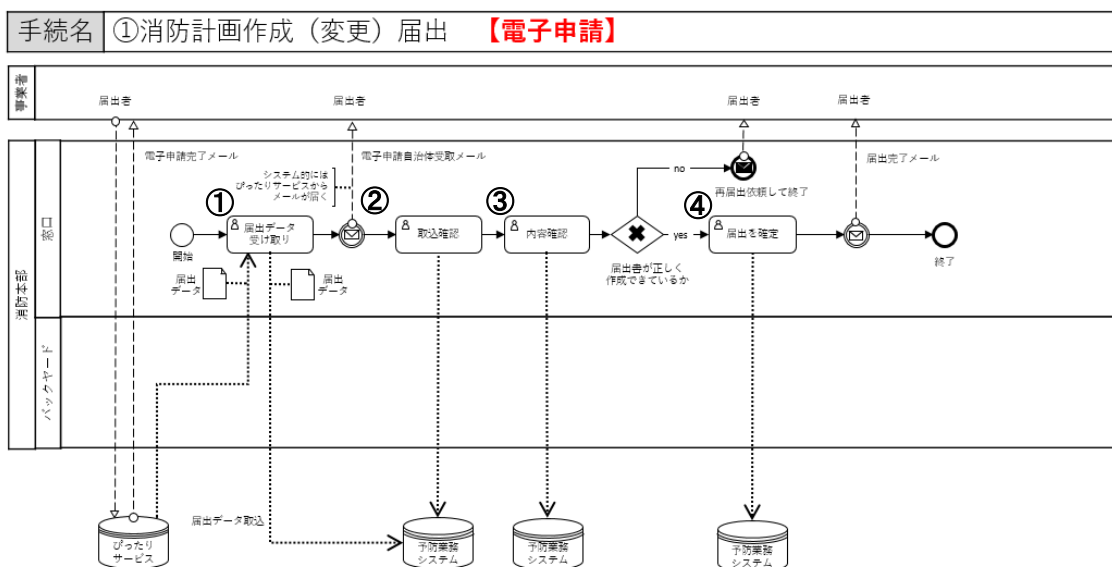 手続名
①消防計画作成（変更）届出 【電子申請】
事業者
届出者
届出者
届出者
届出者
消防本部
窓口
電子申請完了メール
電子申請自治体受取メール
届出完了メール
システム的には
ぴったりサービスから
メールが届く
no
再届出依頼して終了
①
②
③
④
開始
届出データ
受け取り
取込確認
内容確認
yes
届出を確定
終了
届出書が正しく
作成できているか
届出
データ
届出
データ
バックヤード
届出データ取込
ぴったり
サービス
予防業務
システム
予防業務
システム
予防業務
システム